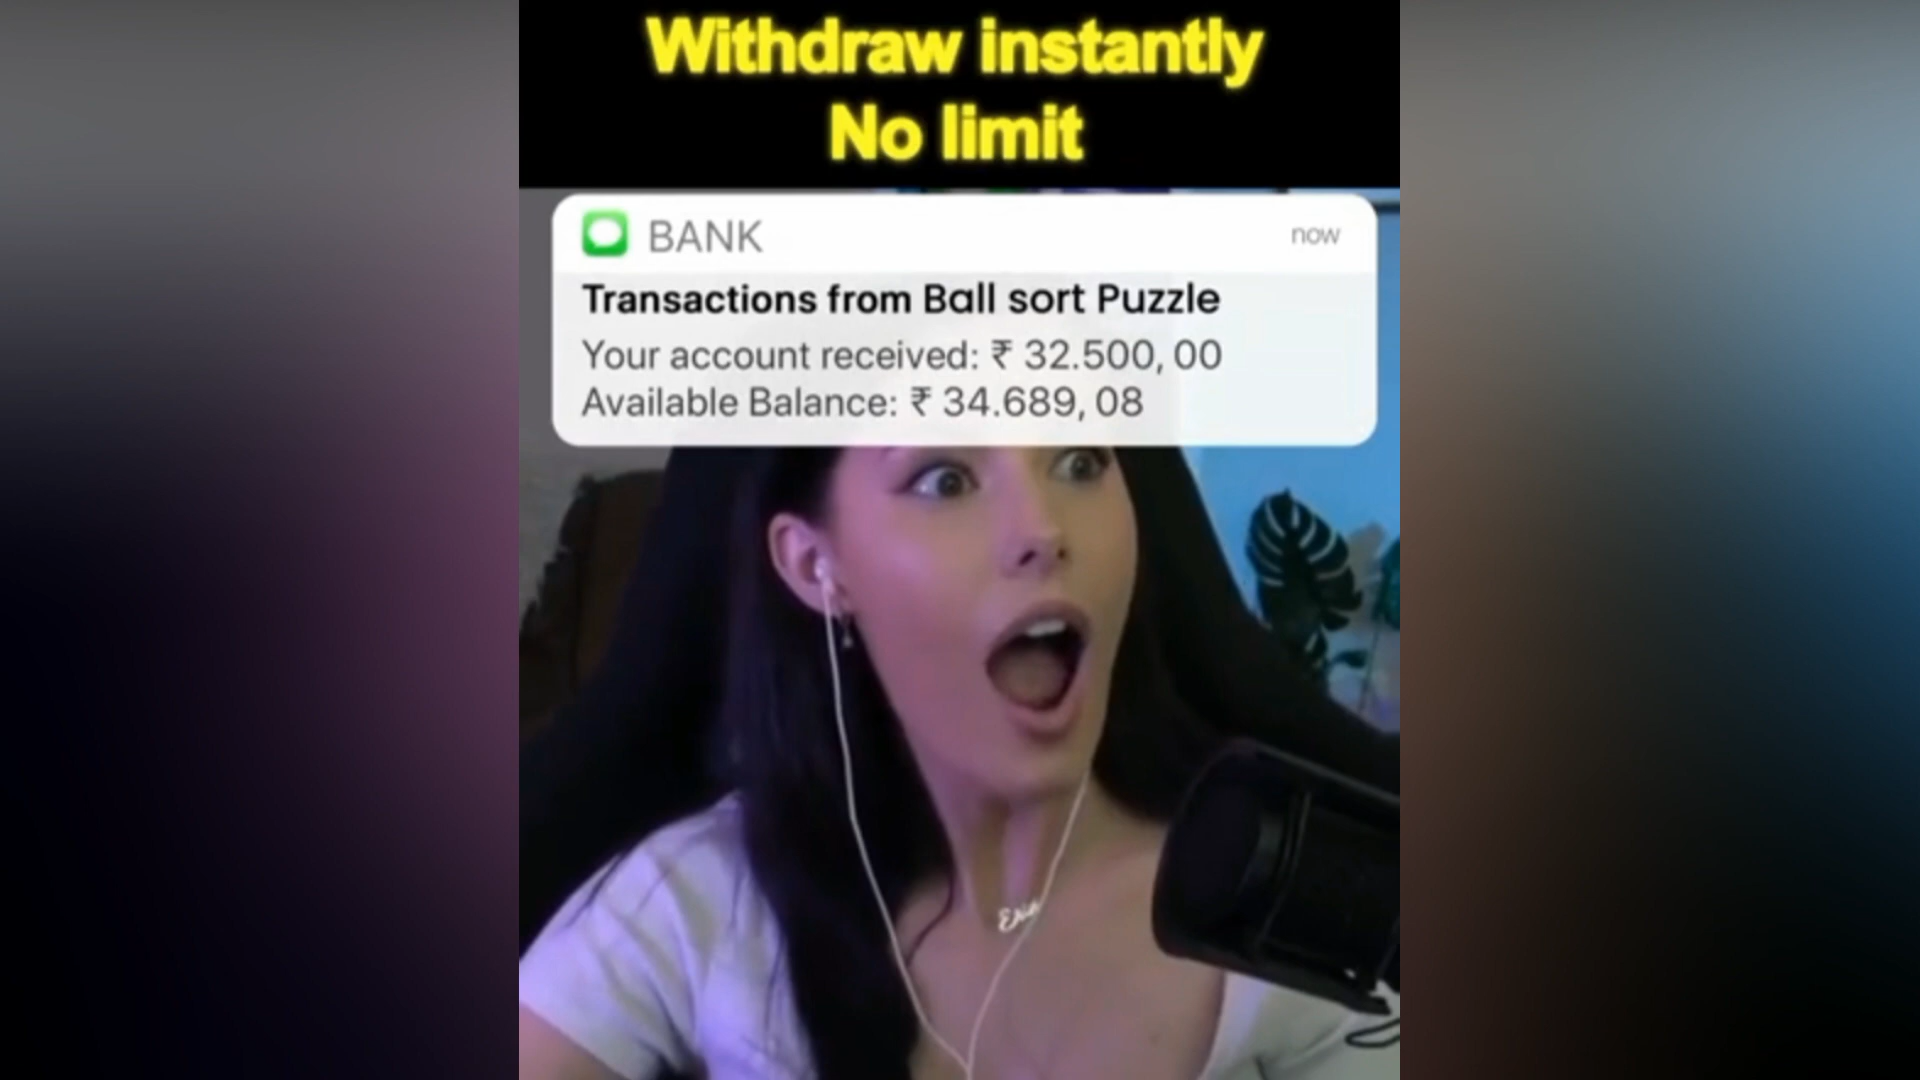 Withdraw instantly
No limit
BANK
now
Transactions from Ball sort Puzzle
Your account received: ₹ 32.500, 00
Available Balance: ₹ 34.689, 08